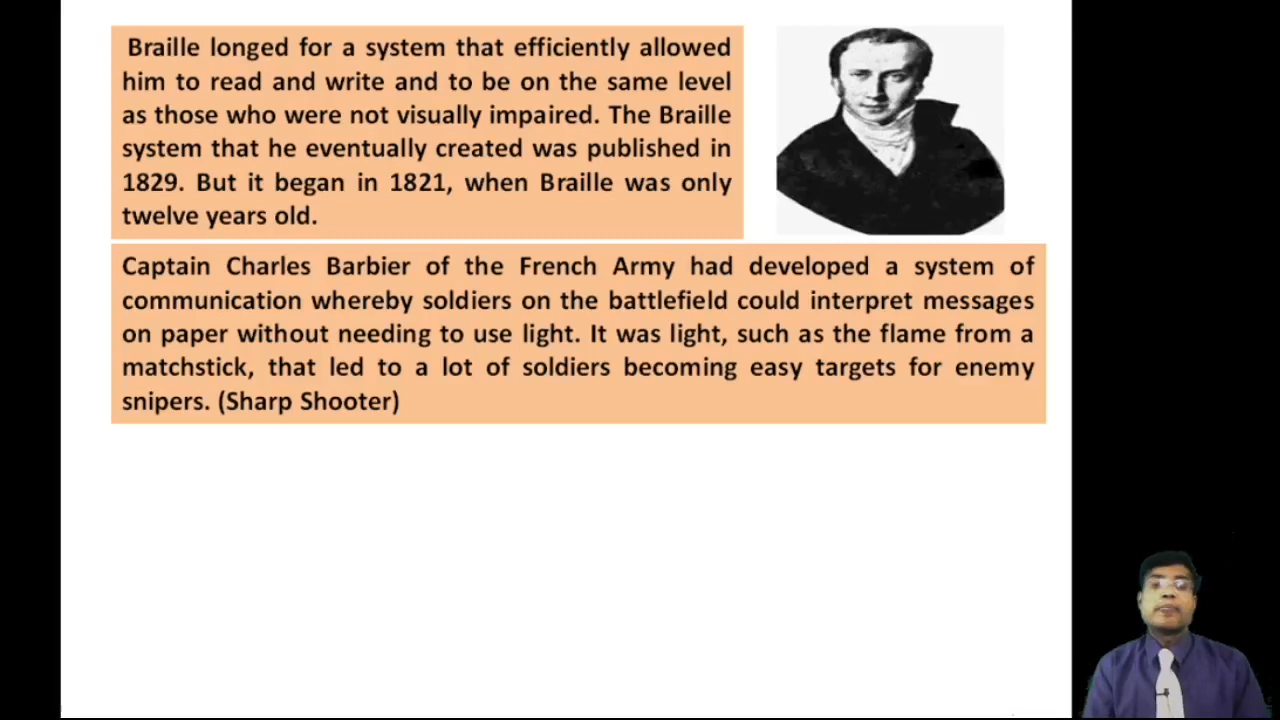 Braille longed for a system that efficiently allowed
him to read and write and to be on the same level
as those who were not visually impaired. The Braille
system that he eventually created was published in
1829. But it began in 1821, when Braille was only
twelve years old.
Captain Charles Barbier of the French Army had developed a system of
communication whereby soldiers on the battlefield could interpret messages
on paper without needing to use light. It was light, such as the flame from a
matchstick, that led to a lot of soldiers becoming easy targets for enemy
snipers. (Sharp Shooter)